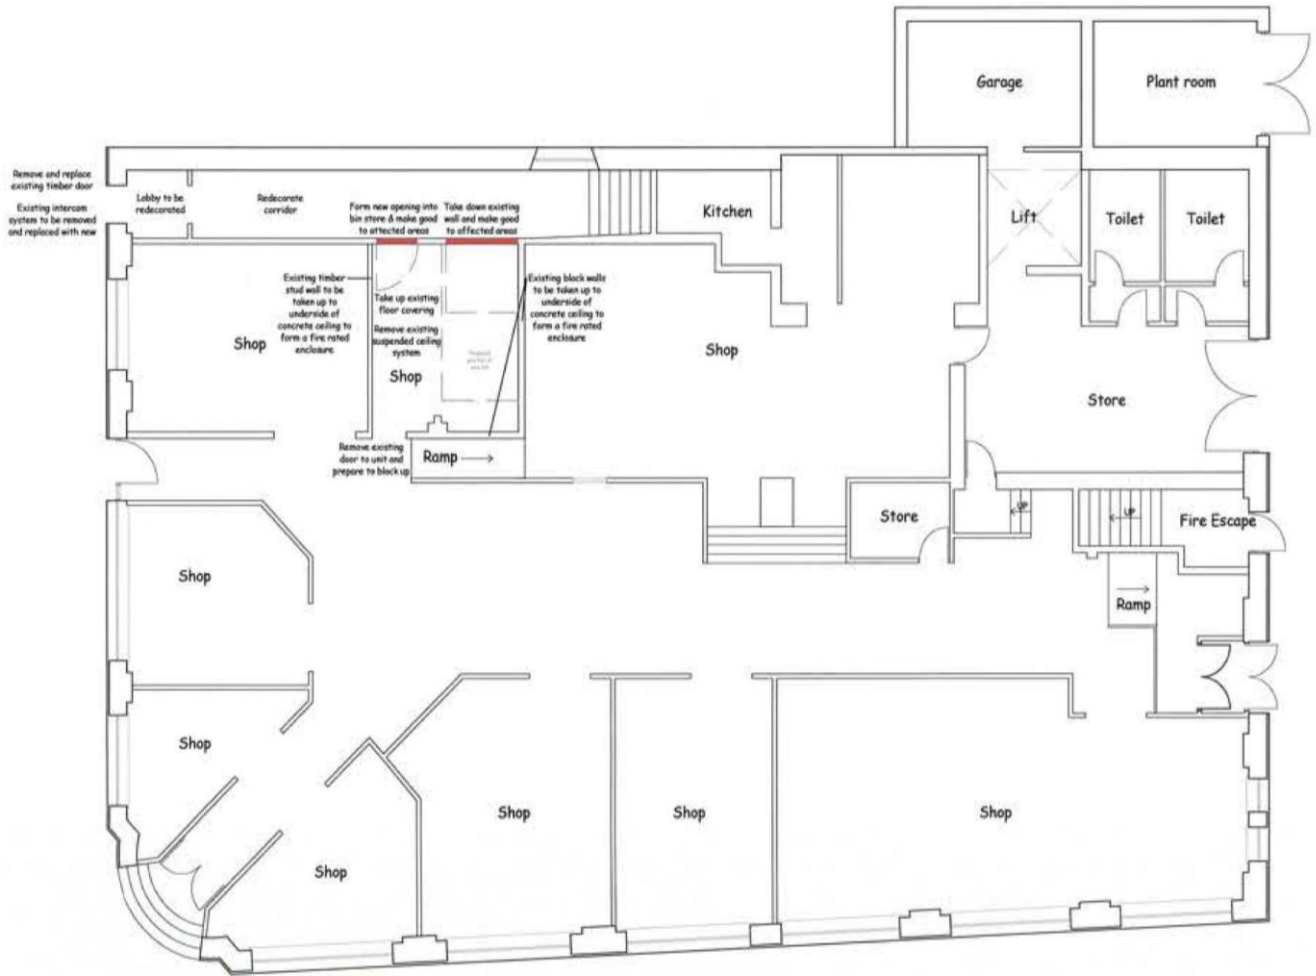 Garage
Plant room
Remove and replace
existing timber door
Existing intercom
system to be removed
and replaced with new
Lobby to be
redecorated
Redecorate
corridor
Form new opening into
bin store & make good
to attected areas
Take down existing
wall and make good
to affected areas
Kitchen
Lift
Toilet
Toilet
Existing timber
stud wall to be
taken up to
underside of
concrete ceiling to
form a fire rated
enclosure
Take up existing
floor covering
Remove existing
suspended ceiling
system
Existing block walls
to be taken up to
underside of
concrete ceiling to
form a fire rated
enclosure
Shop
Shop
Shop
Store
Remove existing
door to unit and
prepare to block up
Ramp
Store
UP
UP
Fire Escape
Shop
Ramp
Shop
Shop
Shop
Shop
Shop